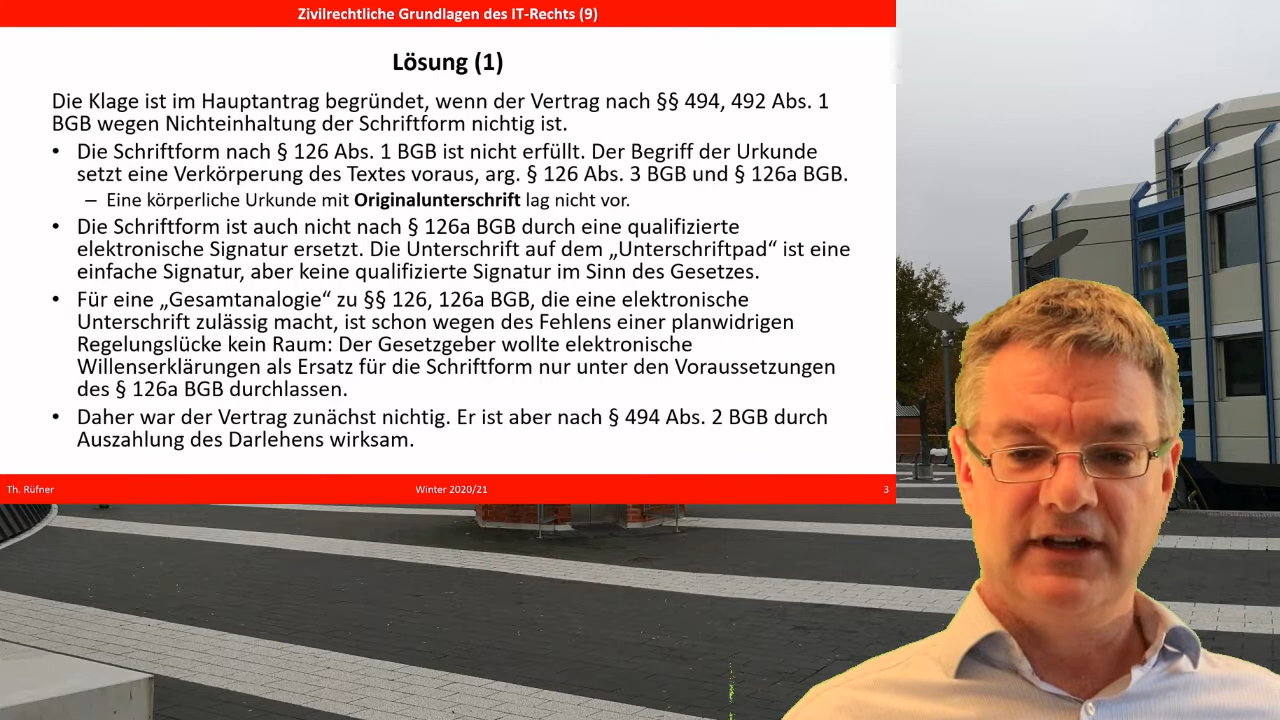 Zivilrechtliche Grundlagen des IT-Rechts (9)
Lösung (1)
Die Klage ist im Hauptantrag begründet, wenn der Vertrag nach §§ 494, 492 Abs. 1
BGB wegen Nichteinhaltung der Schriftform nichtig ist.
• Die Schriftform nach § 126 Abs. 1 BGB ist nicht erfüllt. Der Begriff der Urkunde
setzt eine Verkörperung des Textes voraus, arg. § 126 Abs. 3 BGB und § 126a BGB.
– Eine körperliche Urkunde mit Originalunterschrift lag nicht vor.
• Die Schriftform ist auch nicht nach § 126a BGB durch eine qualifizierte
elektronische Signatur ersetzt. Die Unterschrift auf dem „Unterschriftpad“ ist eine
einfache Signatur, aber keine qualifizierte Signatur im Sinn des Gesetzes.
• Für eine „Gesamtanalogie“ zu §§ 126, 126a BGB, die eine elektronische
Unterschrift zulässig macht, ist schon wegen des Fehlens einer planwidrigen
Regelungslücke kein Raum: Der Gesetzgeber wollte elektronische
Willenserklärungen als Ersatz für die Schriftform nur unter den Voraussetzungen
des § 126a BGB durchlassen.
• Daher war der Vertrag zunächst nichtig. Er ist aber nach § 494 Abs. 2 BGB durch
Auszahlung des Darlehens wirksam.
Th. Rüfner
Winter 2020/21
3